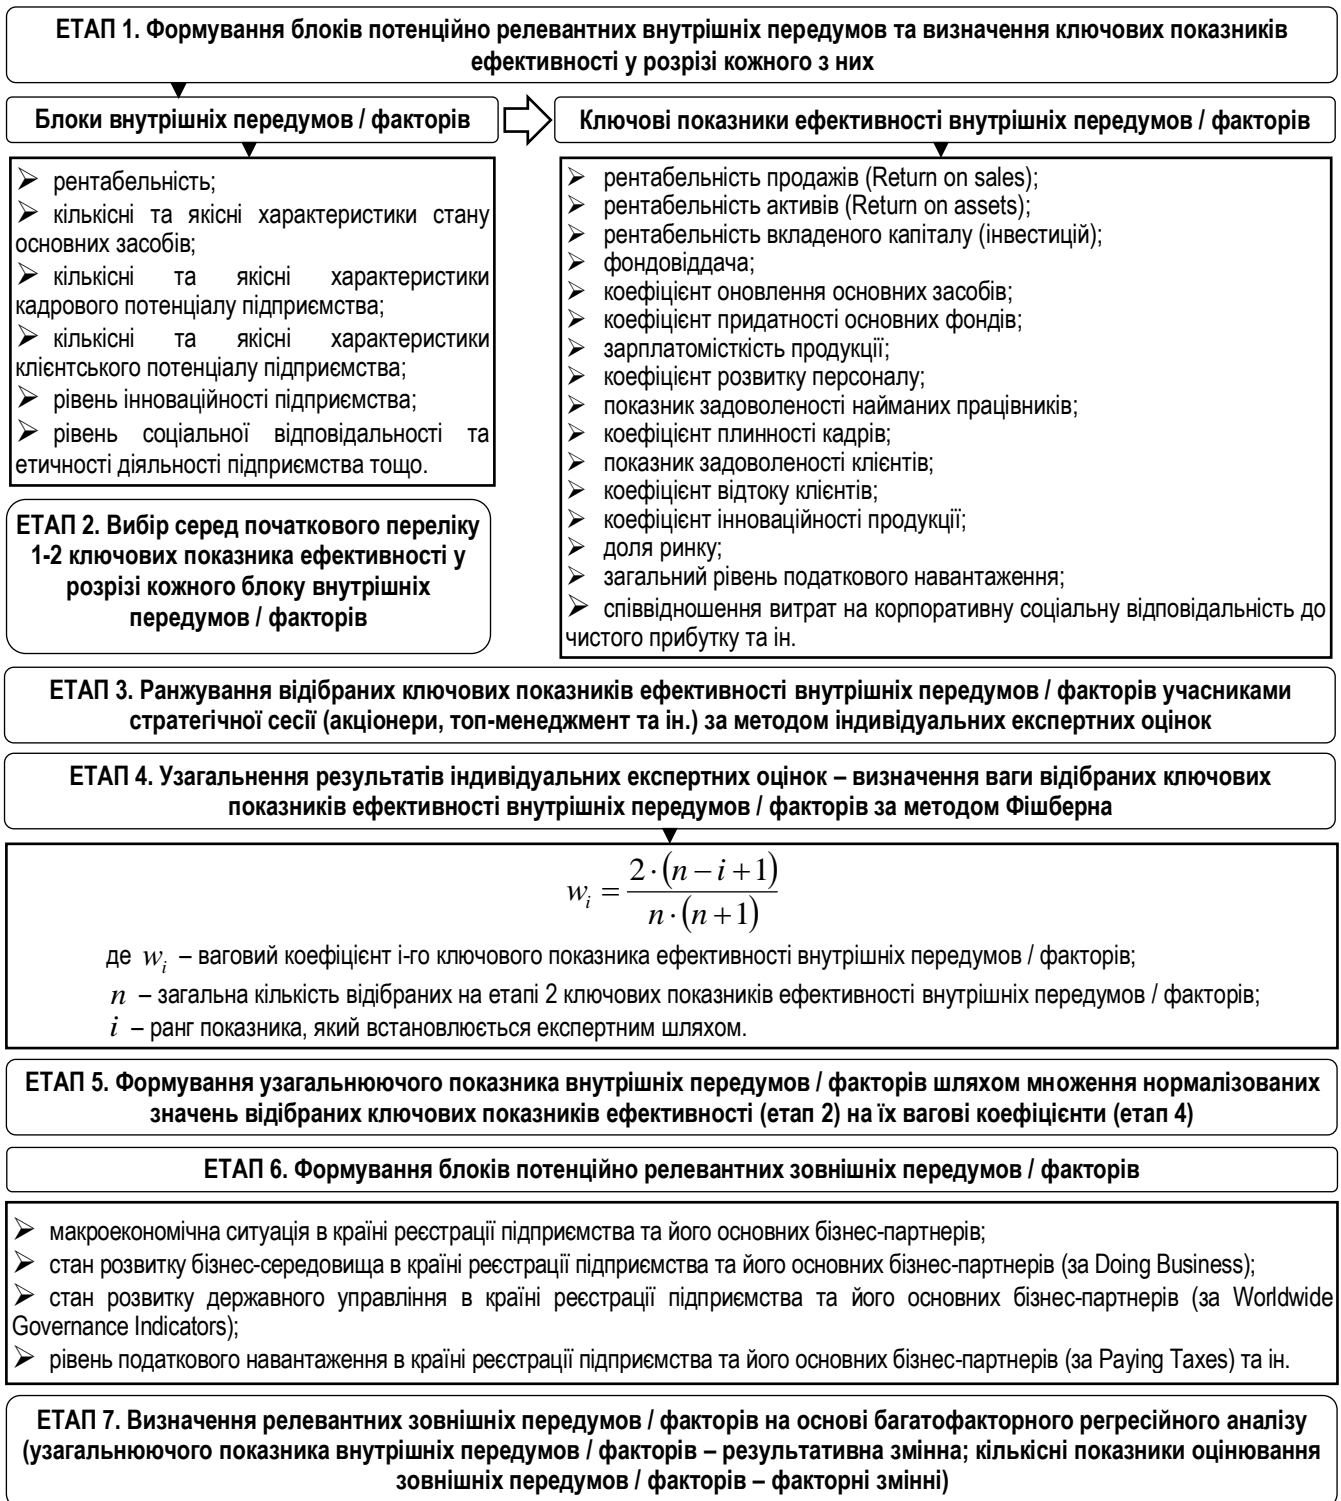 ЕТАП 1. Формування блоків потенційно релевантних внутрішніх передумов та визначення ключових показників
ефективності у розрізі кожного з них
Блоки внутрішніх передумов / факторів
➢ рентабельність;
➢ кількісні та якісні характеристики стану
основних засобів;
➢ кількісні та якісні характеристики
кадрового потенціалу підприємства;
➢ кількісні та якісні характеристики
клієнтського потенціалу підприємства;
➢ рівень інноваційності підприємства;
➢ рівень соціальної відповідальності та
етичності діяльності підприємства тощо.
Ключові показники ефективності внутрішніх передумов / факторів
➢ рентабельність продажів (Return on sales);
➢ рентабельність активів (Return on assets);
➢ рентабельність вкладеного капіталу (інвестицій);
➢ фондовіддача;
➢ коефіцієнт оновлення основних засобів;
➢ коефіцієнт придатності основних фондів;
➢ зарплатомісткість продукції;
➢ коефіцієнт розвитку персоналу;
➢ показник задоволеності найманих працівників;
➢ коефіцієнт плинності кадрів;
➢ показник задоволеності клієнтів;
➢ коефіцієнт відтоку клієнтів;
➢ коефіцієнт інноваційності продукції;
➢ доля ринку;
➢ загальний рівень податкового навантаження;
➢ співвідношення витрат на корпоративну соціальну відповідальність до
чистого прибутку та ін.
ЕТАП 2. Вибір серед початкового переліку
1-2 ключових показника ефективності у
розрізі кожного блоку внутрішніх
передумов / факторів
ЕТАП 3. Ранжування відібраних ключових показників ефективності внутрішніх передумов / факторів учасниками
стратегічної сесії (акціонери, топ-менеджмент та ін.) за методом індивідуальних експертних оцінок
ЕТАП 4. Узагальнення результатів індивідуальних експертних оцінок – визначення ваги відібраних ключових
показників ефективності внутрішніх передумов / факторів за методом Фішберна
w_i = 2·(n − i + 1) / n·(n + 1)
де w_i – ваговий коефіцієнт і-го ключового показника ефективності внутрішніх передумов / факторів;
n – загальна кількість відібраних на етапі 2 ключових показників ефективності внутрішніх передумов / факторів;
i – ранг показника, який встановлюється експертним шляхом.
ЕТАП 5. Формування узагальнюючого показника внутрішніх передумов / факторів шляхом множення нормалізованих
значень відібраних ключових показників ефективності (етап 2) на їх вагові коефіцієнти (етап 4)
ЕТАП 6. Формування блоків потенційно релевантних зовнішніх передумов / факторів
➢ макроекономічна ситуація в країні реєстрації підприємства та його основних бізнес-партнерів;
➢ стан розвитку бізнес-середовища в країні реєстрації підприємства та його основних бізнес-партнерів (за Doing Business);
➢ стан розвитку державного управління в країні реєстрації підприємства та його основних бізнес-партнерів (за Worldwide
Governance Indicators);
➢ рівень податкового навантаження в країні реєстрації підприємства та його основних бізнес-партнерів (за Paying Taxes) та ін.
ЕТАП 7. Визначення релевантних зовнішніх передумов / факторів на основі багатофакторного регресійного аналізу
(узагальнюючого показника внутрішніх передумов / факторів – результативна змінна; кількісні показники оцінювання
зовнішніх передумов / факторів – факторні змінні)